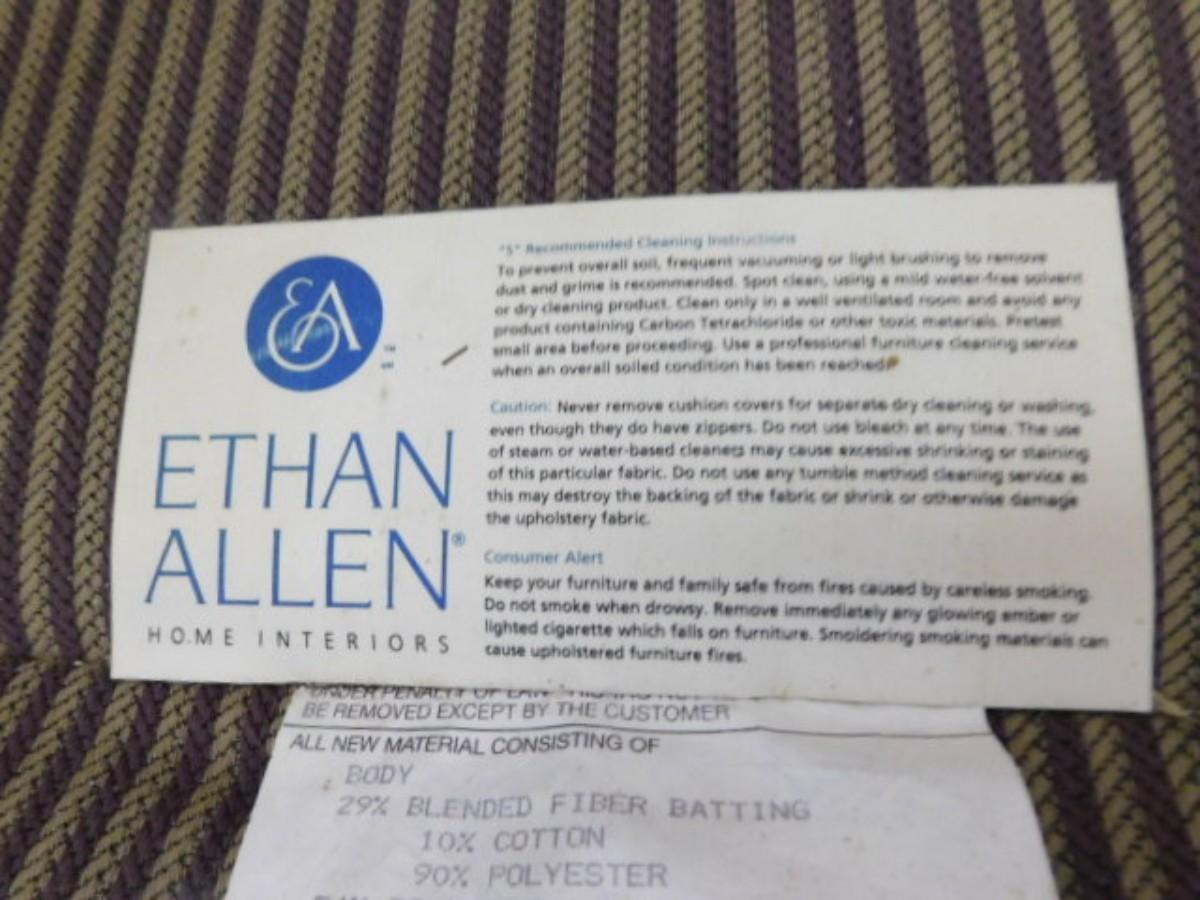 EA
™
ETHAN
ALLEN®
HOME INTERIORS
"S" Recommended Cleaning Instructions
To prevent overall soil, frequent vacuuming or light brushing to remove
dust and grime is recommended. Spot clean, using a mild water-free solvent
or dry cleaning product. Clean only in a well ventilated room and avoid any
product containing Carbon Tetrachloride or other toxic materials. Pretest
small area before proceeding. Use a professional furniture cleaning service
when an overall soiled condition has been reached.
Caution: Never remove cushion covers for separate dry cleaning or washing,
even though they do have zippers. Do not use bleach at any time. The use
of steam or water-based cleaners may cause excessive shrinking or staining
of this particular fabric. Do not use any tumble method cleaning service as
this may destroy the backing of the fabric or shrink or otherwise damage
the upholstery fabric.
Consumer Alert
Keep your furniture and family safe from fires caused by careless smoking.
Do not smoke when drowsy. Remove immediately any glowing ember or
lighted cigarette which falls on furniture. Smoldering smoking materials can
cause upholstered furniture fires.
UNDER PENALTY OF LAW
BE REMOVED EXCEPT BY THE CUSTOMER
ALL NEW MATERIAL CONSISTING OF
BODY
29% BLENDED FIBER BATTING
10% COTTON
90% POLYESTER